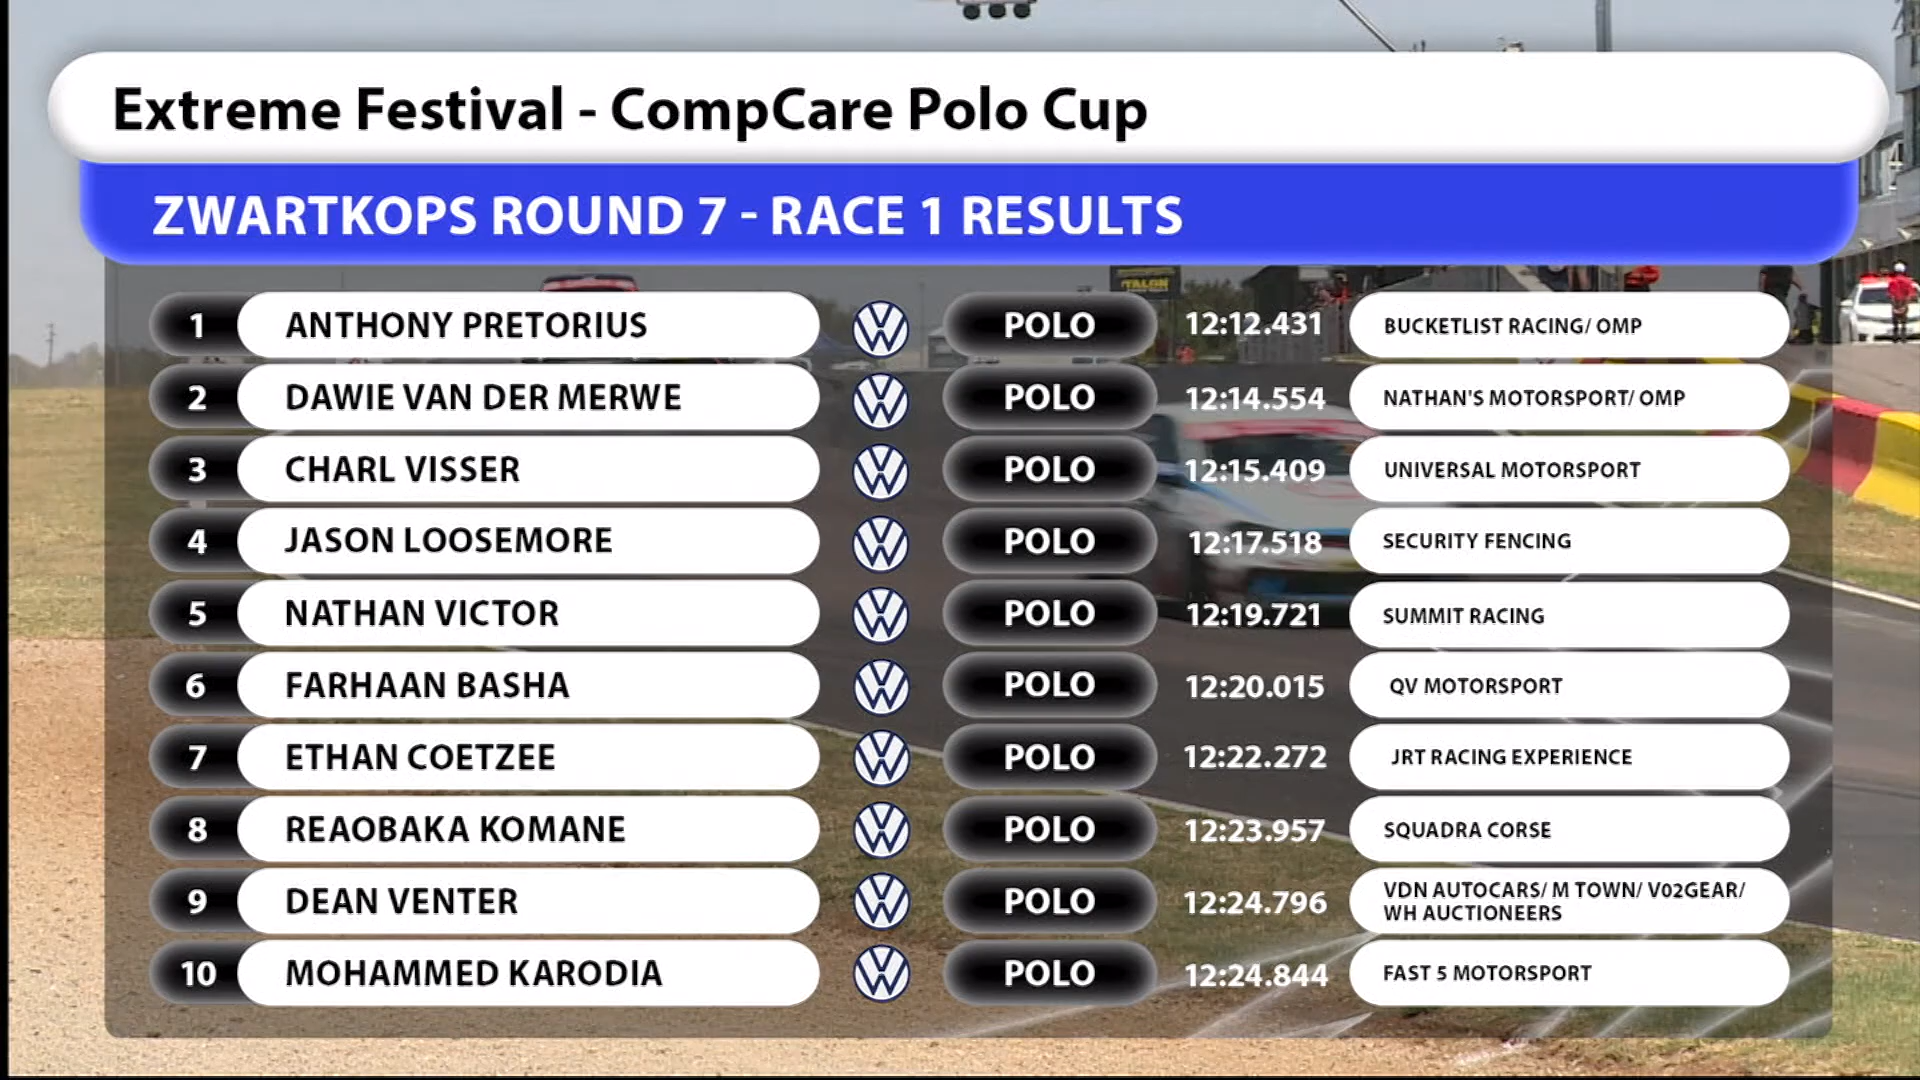 Extreme Festival - CompCare Polo Cup
ZWARTKOPS ROUND 7 - RACE 1 RESULTS
TALON
1 ANTHONY PRETORIUS POLO 12:12.431 BUCKETLIST RACING/ OMP
2 DAWIE VAN DER MERWE POLO 12:14.554 NATHAN'S MOTORSPORT/ OMP
3 CHARL VISSER POLO 12:15.409 UNIVERSAL MOTORSPORT
4 JASON LOOSEMORE POLO 12:17.518 SECURITY FENCING
5 NATHAN VICTOR POLO 12:19.721 SUMMIT RACING
6 FARHAAN BASHA POLO 12:20.015 QV MOTORSPORT
7 ETHAN COETZEE POLO 12:22.272 JRT RACING EXPERIENCE
8 REAOBAKA KOMANE POLO 12:23.957 SQUADRA CORSE
9 DEAN VENTER POLO 12:24.796 VDN AUTOCARS/ M TOWN/ V02GEAR/
WH AUCTIONEERS
10 MOHAMMED KARODIA POLO 12:24.844 FAST 5 MOTORSPORT